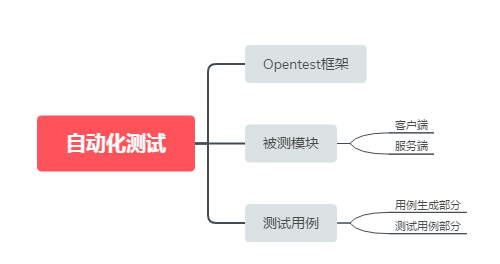 自动化测试
Opentest框架
被测模块
客户端
服务端
测试用例
用例生成部分
测试用例部分